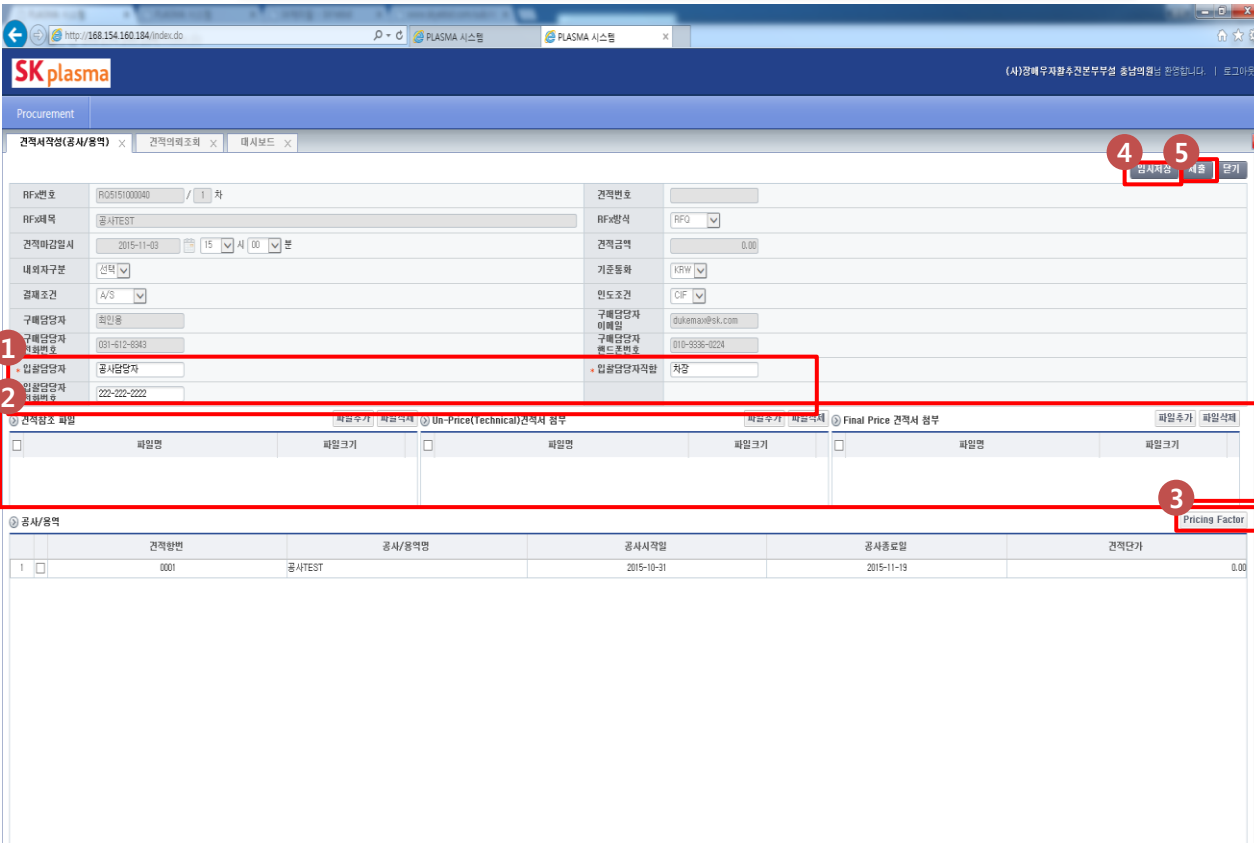 http://168.154.160.184/index.do
PLASMA 시스템
PLASMA 시스템
SK plasma
(사)장애우자활추진본부부설 충남의원님 환영합니다. | 로그아웃
Procurement
견적서작성(공사/용역)
견적의뢰조회
대시보드
4
5
임시저장 제출 닫기
RFx번호 RQ5151000040 / 1 차 견적번호
RFx제목 공사TEST RFx방식 RFQ
견적마감일시 2015-11-03 15 시 00 분 견적금액 0.00
내외자구분 선택 기준통화 KRW
결제조건 A/S 인도조건 CIF
구매담당자 최인용 구매담당자 이메일 dukemax@sk.com
구매담당자 전화번호 031-612-8343 구매담당자 핸드폰번호 010-9336-0224
1
입찰담당자 공사담당자 입찰담당자직함 차장
입찰담당자 전화번호 222-222-2222
2
견적참조 파일 파일추가 파일삭제 Un-Price(Technical)견적서 첨부 파일추가 파일삭제 Final Price 견적서 첨부 파일추가 파일삭제
파일명 파일크기 파일명 파일크기 파일명 파일크기
3
공사/용역 Pricing Factor
견적항번 공사/용역명 공사시작일 공사종료일 견적단가
1 0001 공사TEST 2015-10-31 2015-11-19 0.00